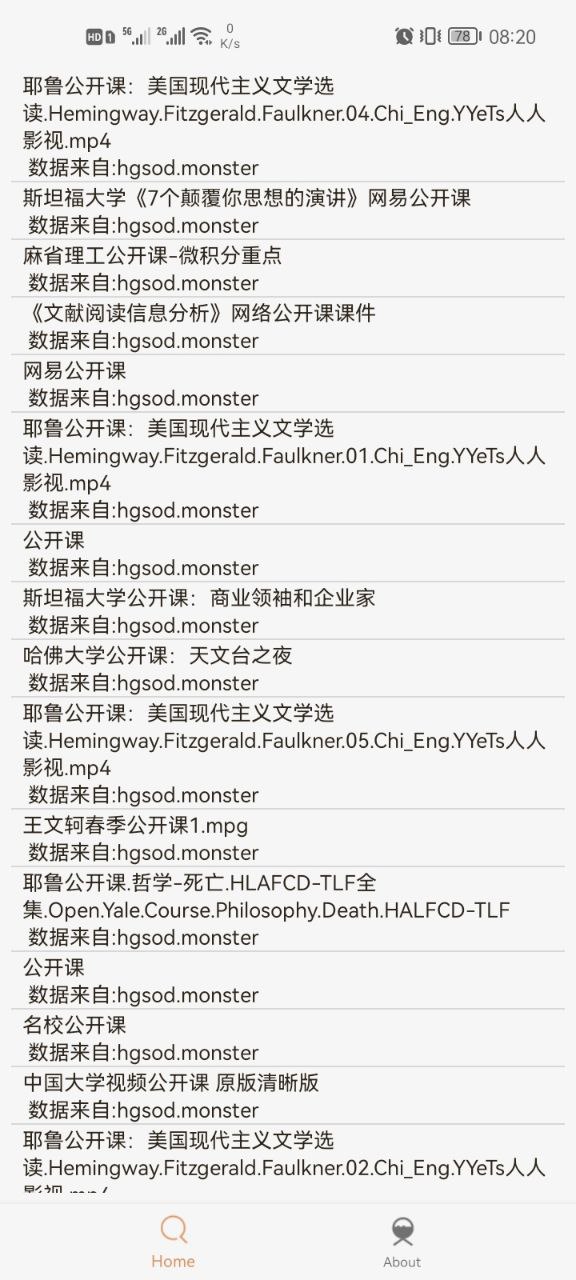 HD 1 5G 2G 0 K/s 78 08:20
耶鲁公开课：美国现代主义文学选
读.Hemingway.Fitzgerald.Faulkner.04.Chi_Eng.YYeTs人人
影视.mp4
数据来自:hgsod.monster
斯坦福大学《7个颠覆你思想的演讲》网易公开课
数据来自:hgsod.monster
麻省理工公开课-微积分重点
数据来自:hgsod.monster
《文献阅读信息分析》网络公开课课件
数据来自:hgsod.monster
网易公开课
数据来自:hgsod.monster
耶鲁公开课：美国现代主义文学选
读.Hemingway.Fitzgerald.Faulkner.01.Chi_Eng.YYeTs人人
影视.mp4
数据来自:hgsod.monster
公开课
数据来自:hgsod.monster
斯坦福大学公开课：商业领袖和企业家
数据来自:hgsod.monster
哈佛大学公开课：天文台之夜
数据来自:hgsod.monster
耶鲁公开课：美国现代主义文学选
读.Hemingway.Fitzgerald.Faulkner.05.Chi_Eng.YYeTs人人
影视.mp4
数据来自:hgsod.monster
王文轲春季公开课1.mpg
数据来自:hgsod.monster
耶鲁公开课.哲学-死亡.HLAFCD-TLF全
集.Open.Yale.Course.Philosophy.Death.HALFCD-TLF
数据来自:hgsod.monster
公开课
数据来自:hgsod.monster
名校公开课
数据来自:hgsod.monster
中国大学视频公开课 原版清晰版
数据来自:hgsod.monster
耶鲁公开课：美国现代主义文学选
读.Hemingway.Fitzgerald.Faulkner.02.Chi_Eng.YYeTs人人
Home
About